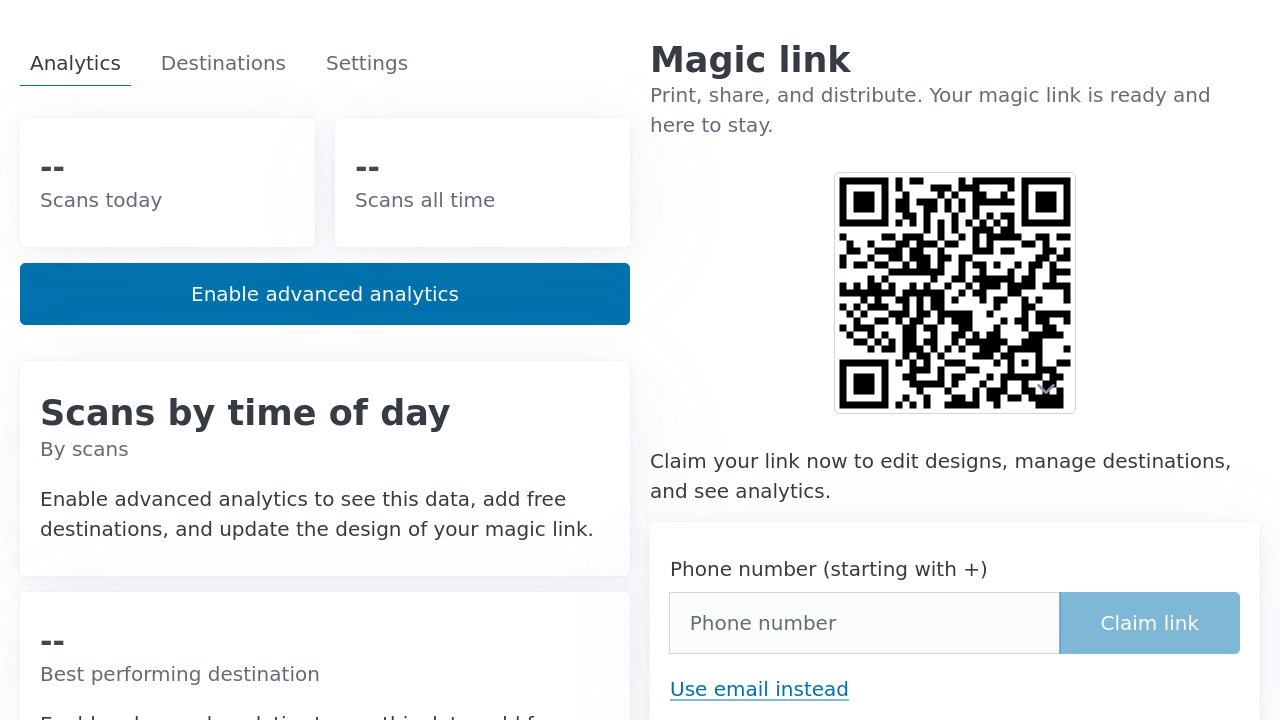 Analytics
Destinations
Settings
--
Scans today
--
Scans all time
Enable advanced analytics
Scans by time of day
By scans
Enable advanced analytics to see this data, add free
destinations, and update the design of your magic link.
--
Best performing destination
Magic link
Print, share, and distribute. Your magic link is ready and
here to stay.
Claim your link now to edit designs, manage destinations,
and see analytics.
Phone number (starting with +)
Phone number
Claim link
Use email instead